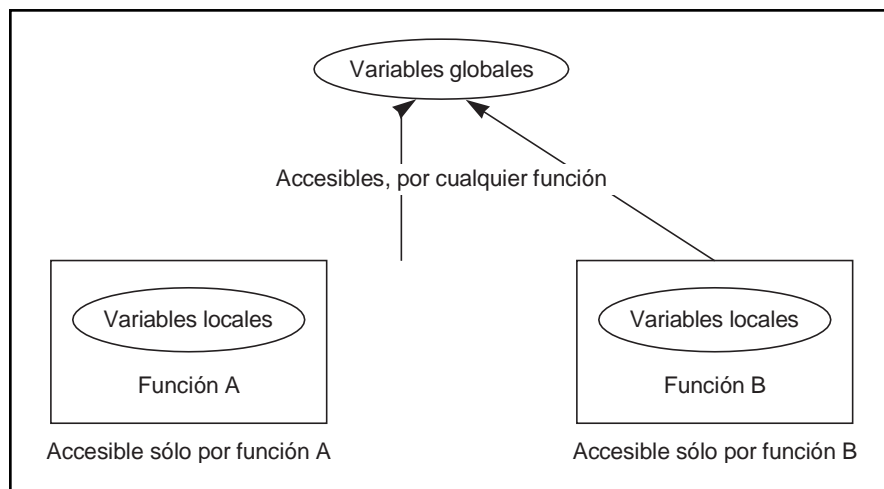 Variables globales
Accesibles, por cualquier función
Variables locales
Función A
Accesible sólo por función A
Variables locales
Función B
Accesible sólo por función B